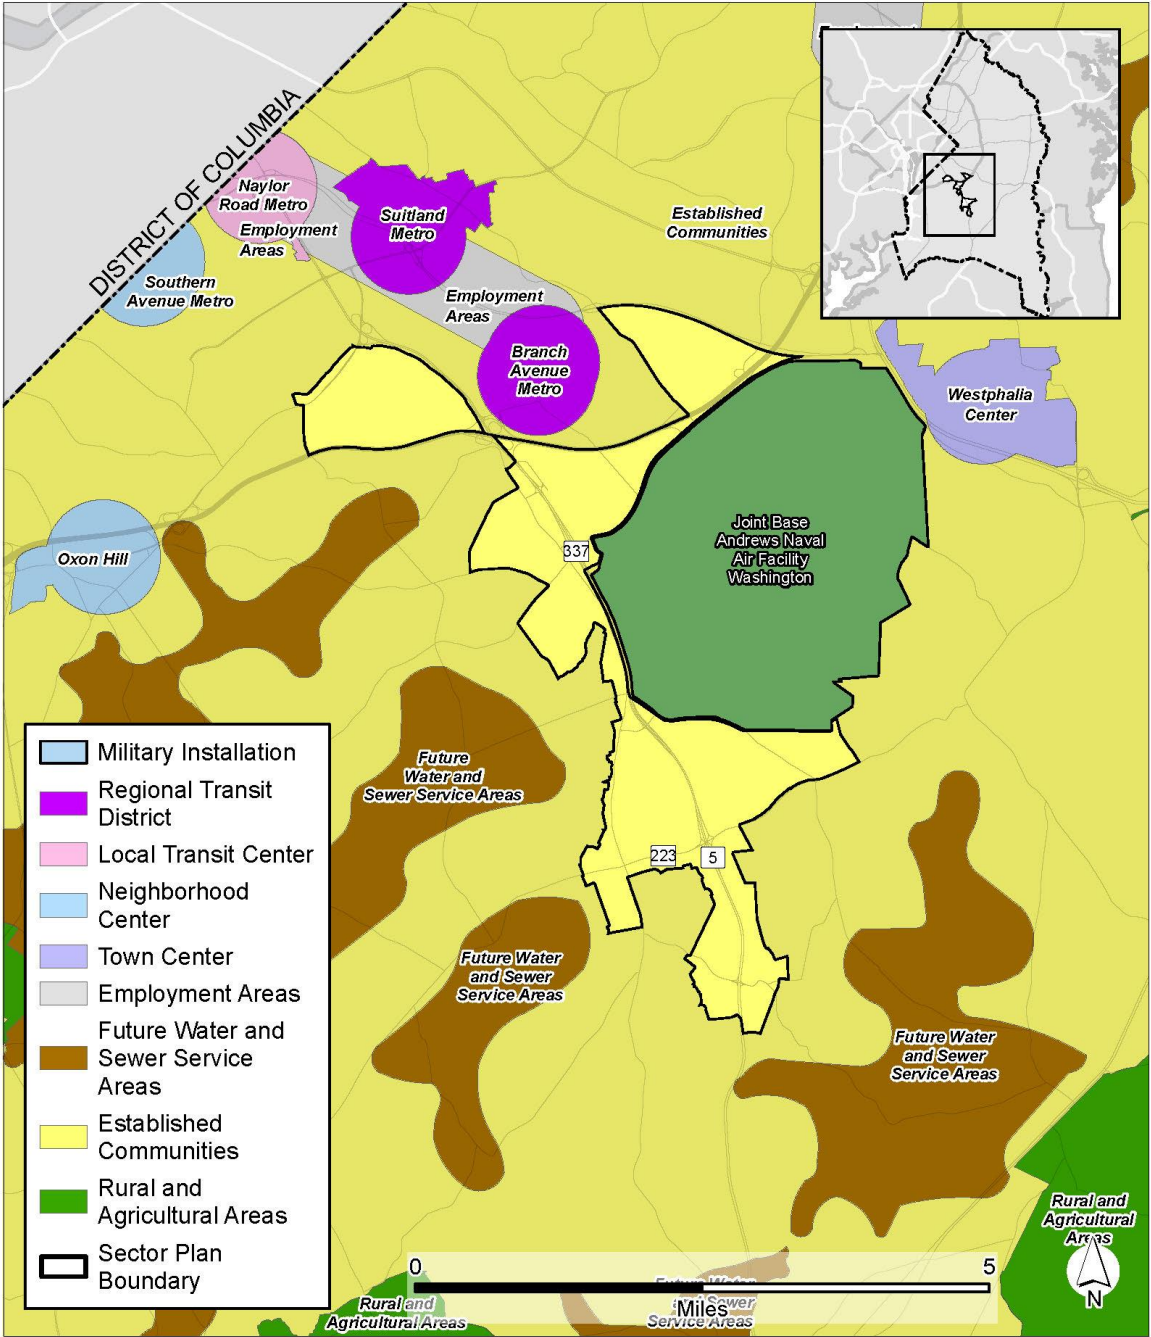 DISTRICT OF COLUMBIA
Naylor
Road Metro
Employment
Areas
Suitland
Metro
Established
Communities
Southern
Avenue Metro
Employment
Areas
Branch
Avenue
Metro
Westphalia
Center
Joint Base
Andrews Naval
Air Facility
Washington
337
Oxon Hill
Future
Water and
Sewer Service Areas
223
5
Future Water
and Sewer
Service Areas
Future Water
and Sewer
Service Areas
Rural and
Agricultural
Areas
N
Military Installation
Regional Transit
District
Local Transit Center
Neighborhood
Center
Town Center
Employment Areas
Future Water and
Sewer Service
Areas
Established
Communities
Rural and
Agricultural Areas
Sector Plan
Boundary
0
5
Miles
Future Water
and Sewer
Service Areas
Rural and
Agricultural Areas